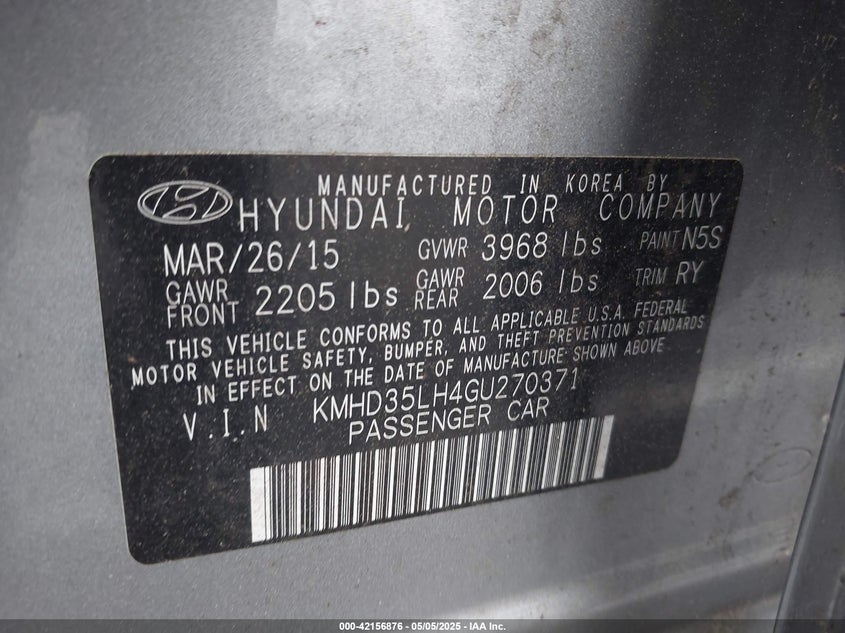 MANUFACTURED IN KOREA BY
HYUNDAI MOTOR COMPANY
MAR/26/15 GVWR 3968 lbs PAINT N5S
GAWR FRONT 2205 lbs GAWR REAR 2006 lbs TRIM RY
THIS VEHICLE CONFORMS TO ALL APPLICABLE U.S.A. FEDERAL
MOTOR VEHICLE SAFETY, BUMPER, AND THEFT PREVENTION STANDARDS
IN EFFECT ON THE DATE OF MANUFACTURE SHOWN ABOVE
V.I.N KMHD35LH4GU270371
PASSENGER CAR
000-42156876 - 05/05/2025 - IAA Inc.